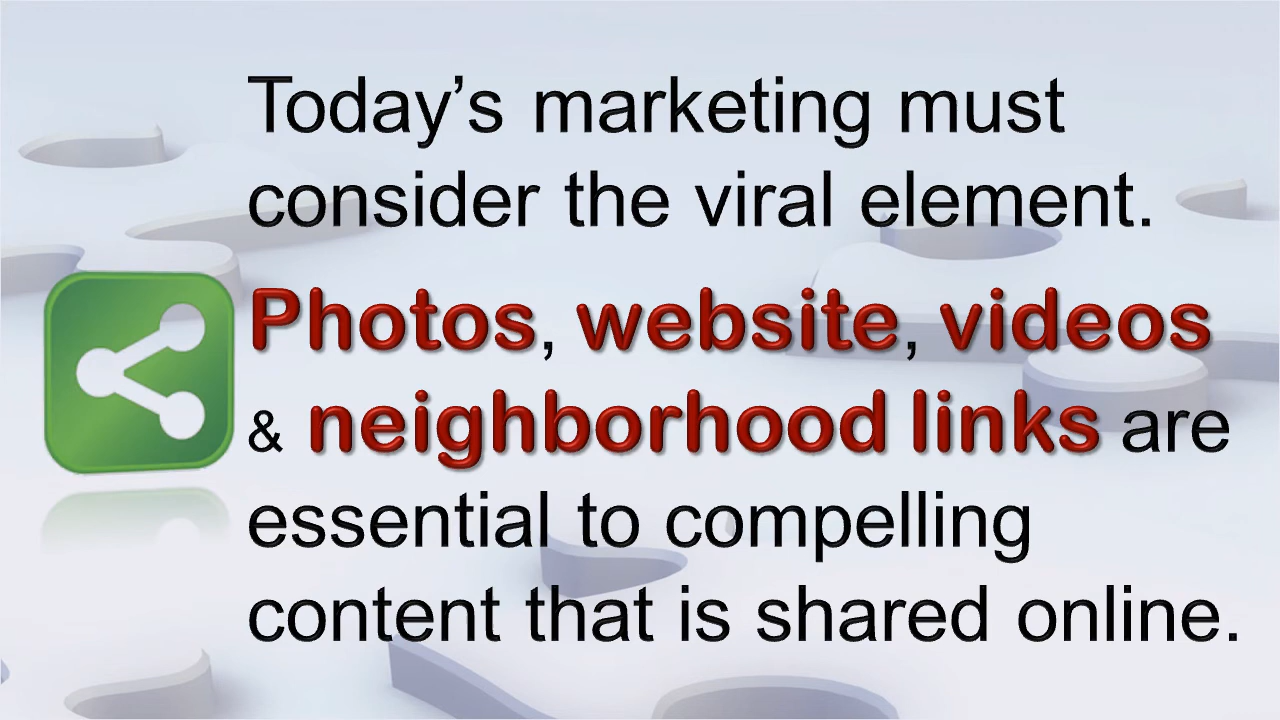 Today’s marketing must
consider the viral element.
Photos, website, videos
& neighborhood links are
essential to compelling
content that is shared online.